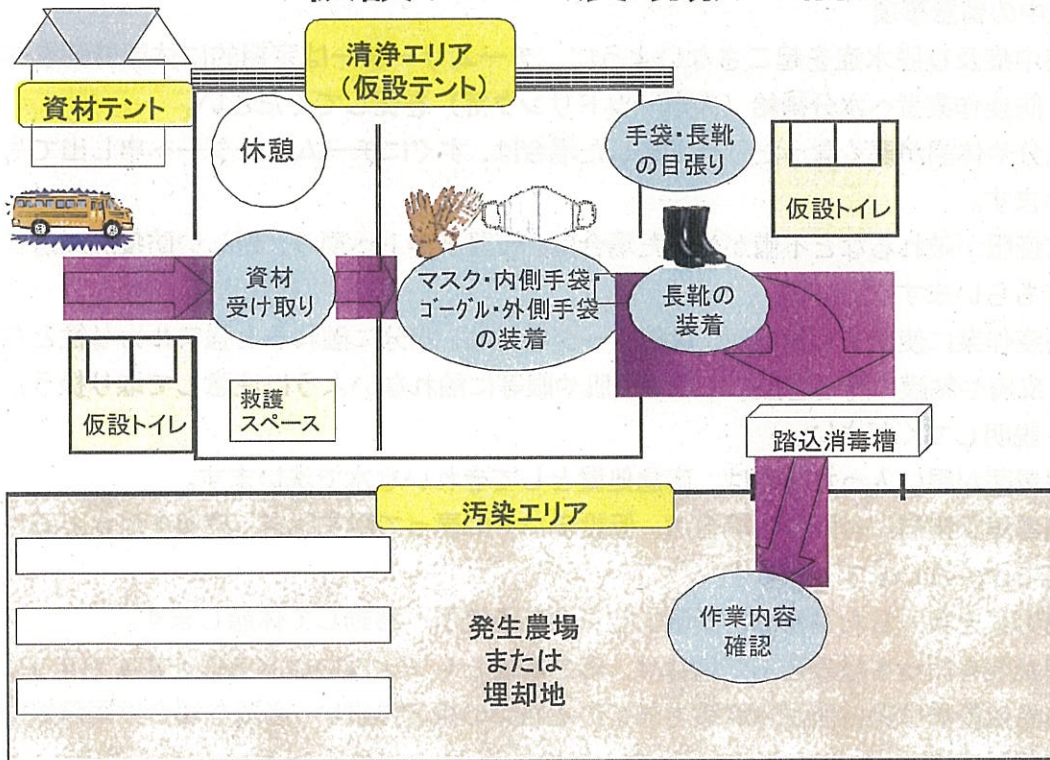 清浄エリア
（仮設テント）
資材テント
休憩
手袋・長靴
の目張り
仮設トイレ
資材
受け取り
マスク・内側手袋・
ゴーグル・外側手袋
の装着
長靴の
装着
仮設トイレ
救護
スペース
踏込消毒槽
汚染エリア
発生農場
または
埋却地
作業内容
確認